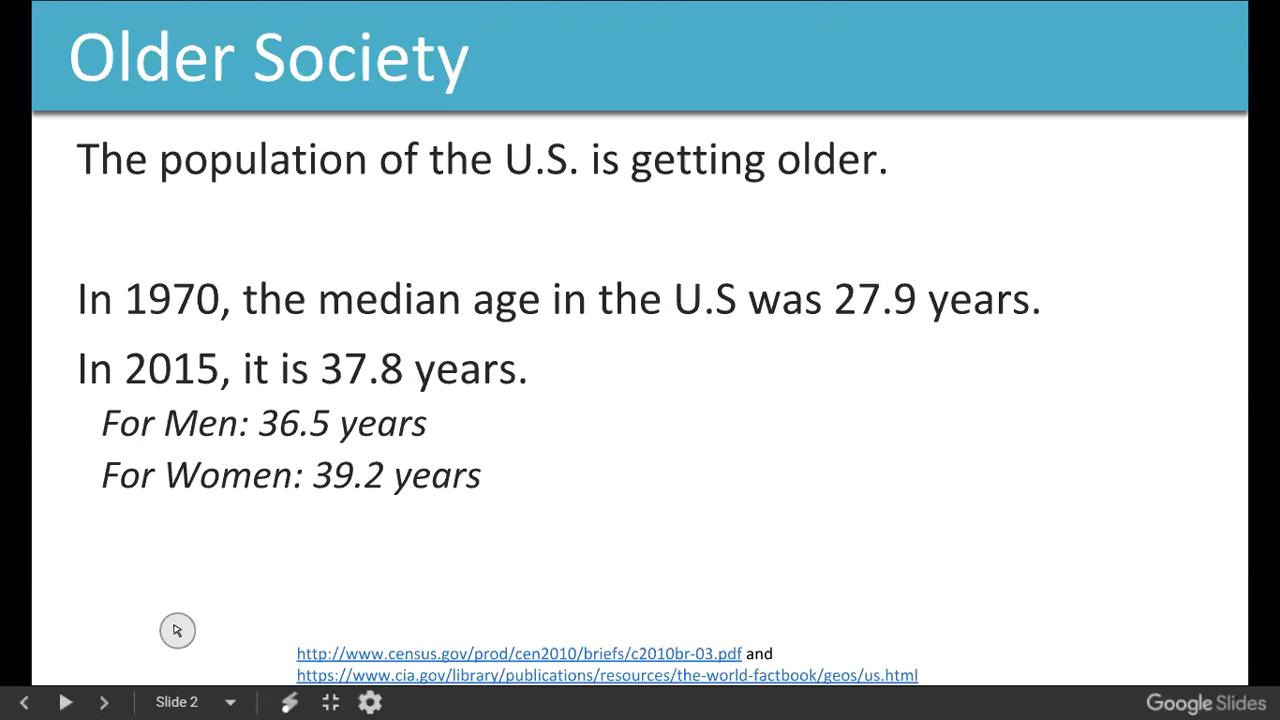 Older Society
The population of the U.S. is getting older.
In 1970, the median age in the U.S was 27.9 years.
In 2015, it is 37.8 years.
For Men: 36.5 years
For Women: 39.2 years
http://www.census.gov/prod/cen2010/briefs/c2010br-03.pdf and
https://www.cia.gov/library/publications/resources/the-world-factbook/geos/us.html
Slide 2
Google Slides